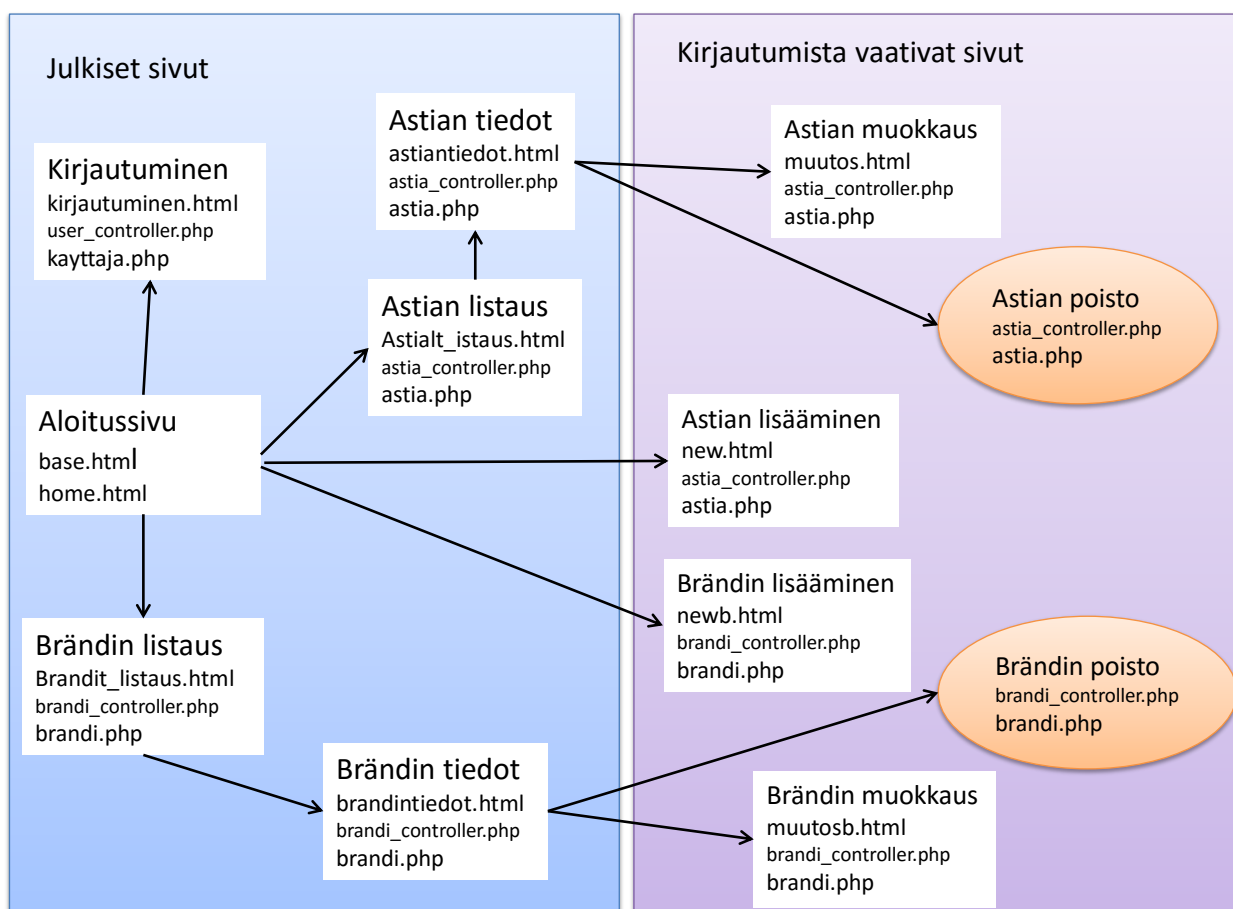 Julkiset sivut
Kirjautuminen
kirjautuminen.html
user_controller.php
kayttaja.php
Astian tiedot
astiantiedot.html
astia_controller.php
astia.php
Astian listaus
Astialt_istaus.html
astia_controller.php
astia.php
Aloitussivu
base.html
home.html
Brändin listaus
Brandit_listaus.html
brandi_controller.php
brandi.php
Brändin tiedot
brandintiedot.html
brandi_controller.php
brandi.php
Kirjautumista vaativat sivut
Astian muokkaus
muutos.html
astia_controller.php
astia.php
Astian poisto
astia_controller.php
astia.php
Astian lisääminen
new.html
astia_controller.php
astia.php
Brändin lisääminen
newb.html
brandi_controller.php
brandi.php
Brändin poisto
brandi_controller.php
brandi.php
Brändin muokkaus
muutosb.html
brandi_controller.php
brandi.php